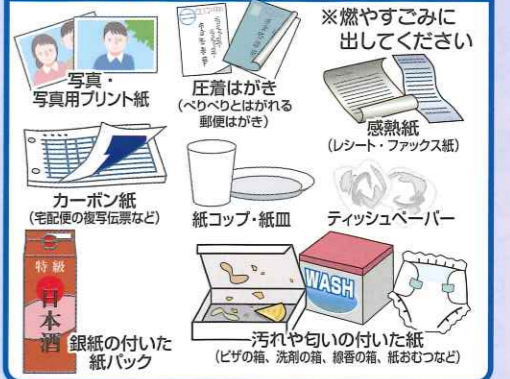 ※燃やすごみに
出してください
写真・
写真用プリント紙
圧着はがき
(ぺりぺりとはがれる
郵便はがき)
感熱紙
(レシート・ファックス紙)
カーボン紙
(宅配便の複写伝票など)
紙コップ・紙皿
ティッシュペーパー
特級
日本酒
銀紙の付いた
紙パック
WASH
汚れや匂いの付いた紙
(ピザの箱、洗剤の箱、線香の箱、紙おむつなど)